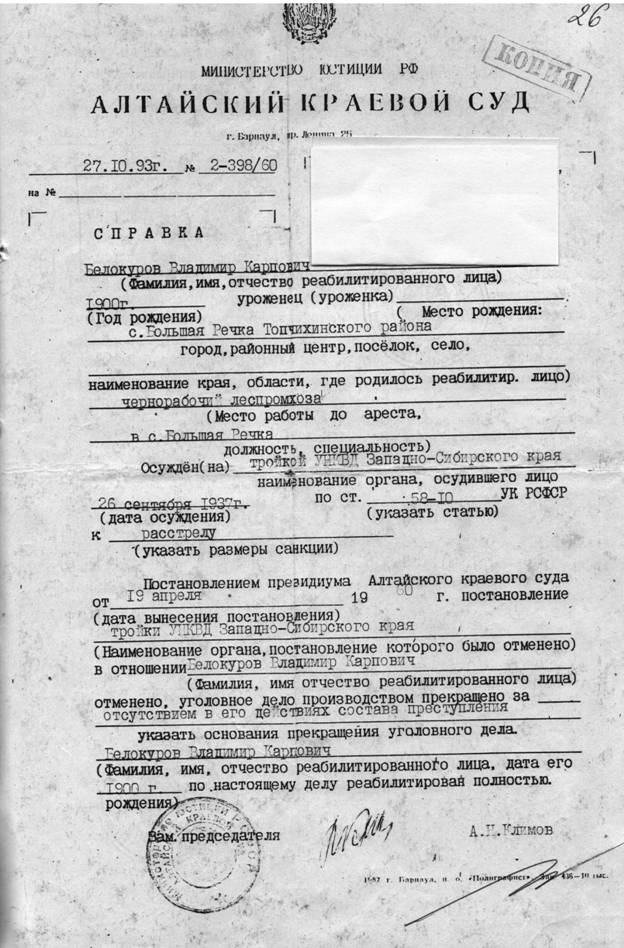 26
КОПИЯ
МИНИСТЕРСТВО ЮСТИЦИИ РФ
АЛТАЙСКИЙ КРАЕВОЙ СУД
г. Барнаул, пр. Ленина 25
27.10.93г. № 2-398/60
на №
СПРАВКА
Белокуров Владимир Карпович
(Фамилия,имя,отчество реабилитированного лица)
1900г уроженец (уроженка)
(Год рождения) ( Место рождения:
с.Большая Речка Топчихинского района
город,районный центр,посёлок, село,
наименование края, области, где родилось реабилитир. лицо)
чернорабочи" леспромхоза
(Место работы до ареста,
в с.Большая Речка
должность, специальность)
Осуждён(на) тройкой УНКВД Западно-Сибирского края
наименование органа, осудившего лицо
26 сентября 1937г. по ст. 58-10 УК РСФСР
(дата осуждения) (указать статью)
к расстрелу
(указать размеры санкции)
Постановлением президиума Алтайского краевого суда
от 19 апреля 19 60 г. постановление
(дата вынесения постановления)
тройки УНКВД Западно-Сибирского края
(Наименование органа,постановление которого было отменено)
в отношении Белокуров Владимир Карпович
(Фамилия, имя отчество реабилитированного лица)
отменено, уголовное дело производством прекращено за
отсутствием в его действиях состава преступления
указать основания прекращения уголовного дела.
Белокуров Владимир Карпович
(Фамилия, имя, отчество реабилитированного лица, дата его
1900 г по настоящему делу реабилитирован полностью.
рождения)
Зам. председателя А.И.Климов
г. Барнаул, п. о. «Полиграфист» 10 тыс.